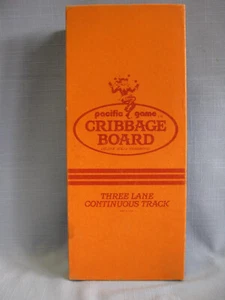 pacific game
CRIBBAGE
BOARD
THREE LANE
CONTINUOUS TRACK